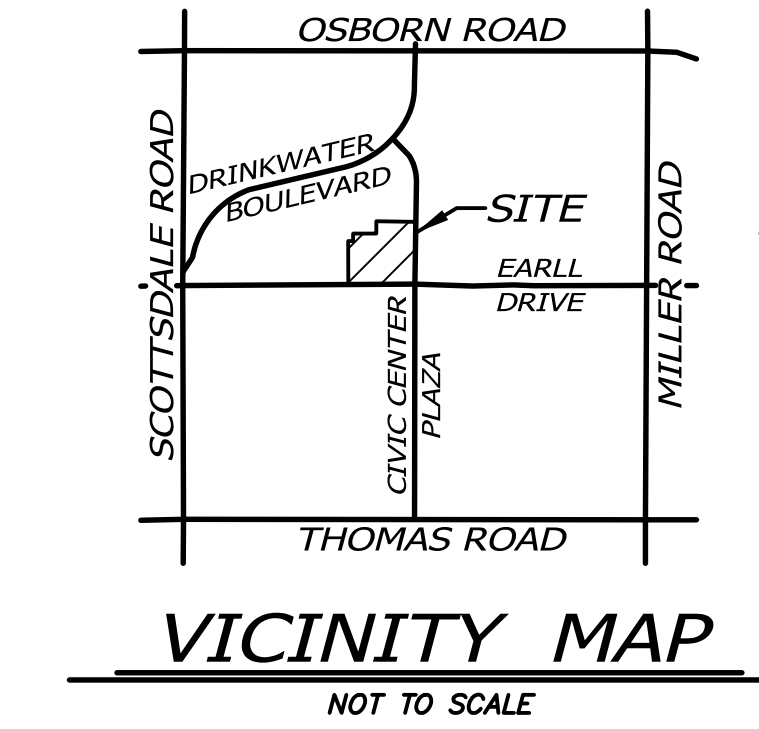 OSBORN ROAD
SCOTTSDALE ROAD
DRINKWATER
BOULEVARD
SITE
MILLER ROAD
EARLL
DRIVE
CIVIC CENTER
PLAZA
THOMAS ROAD
VICINITY MAP
NOT TO SCALE